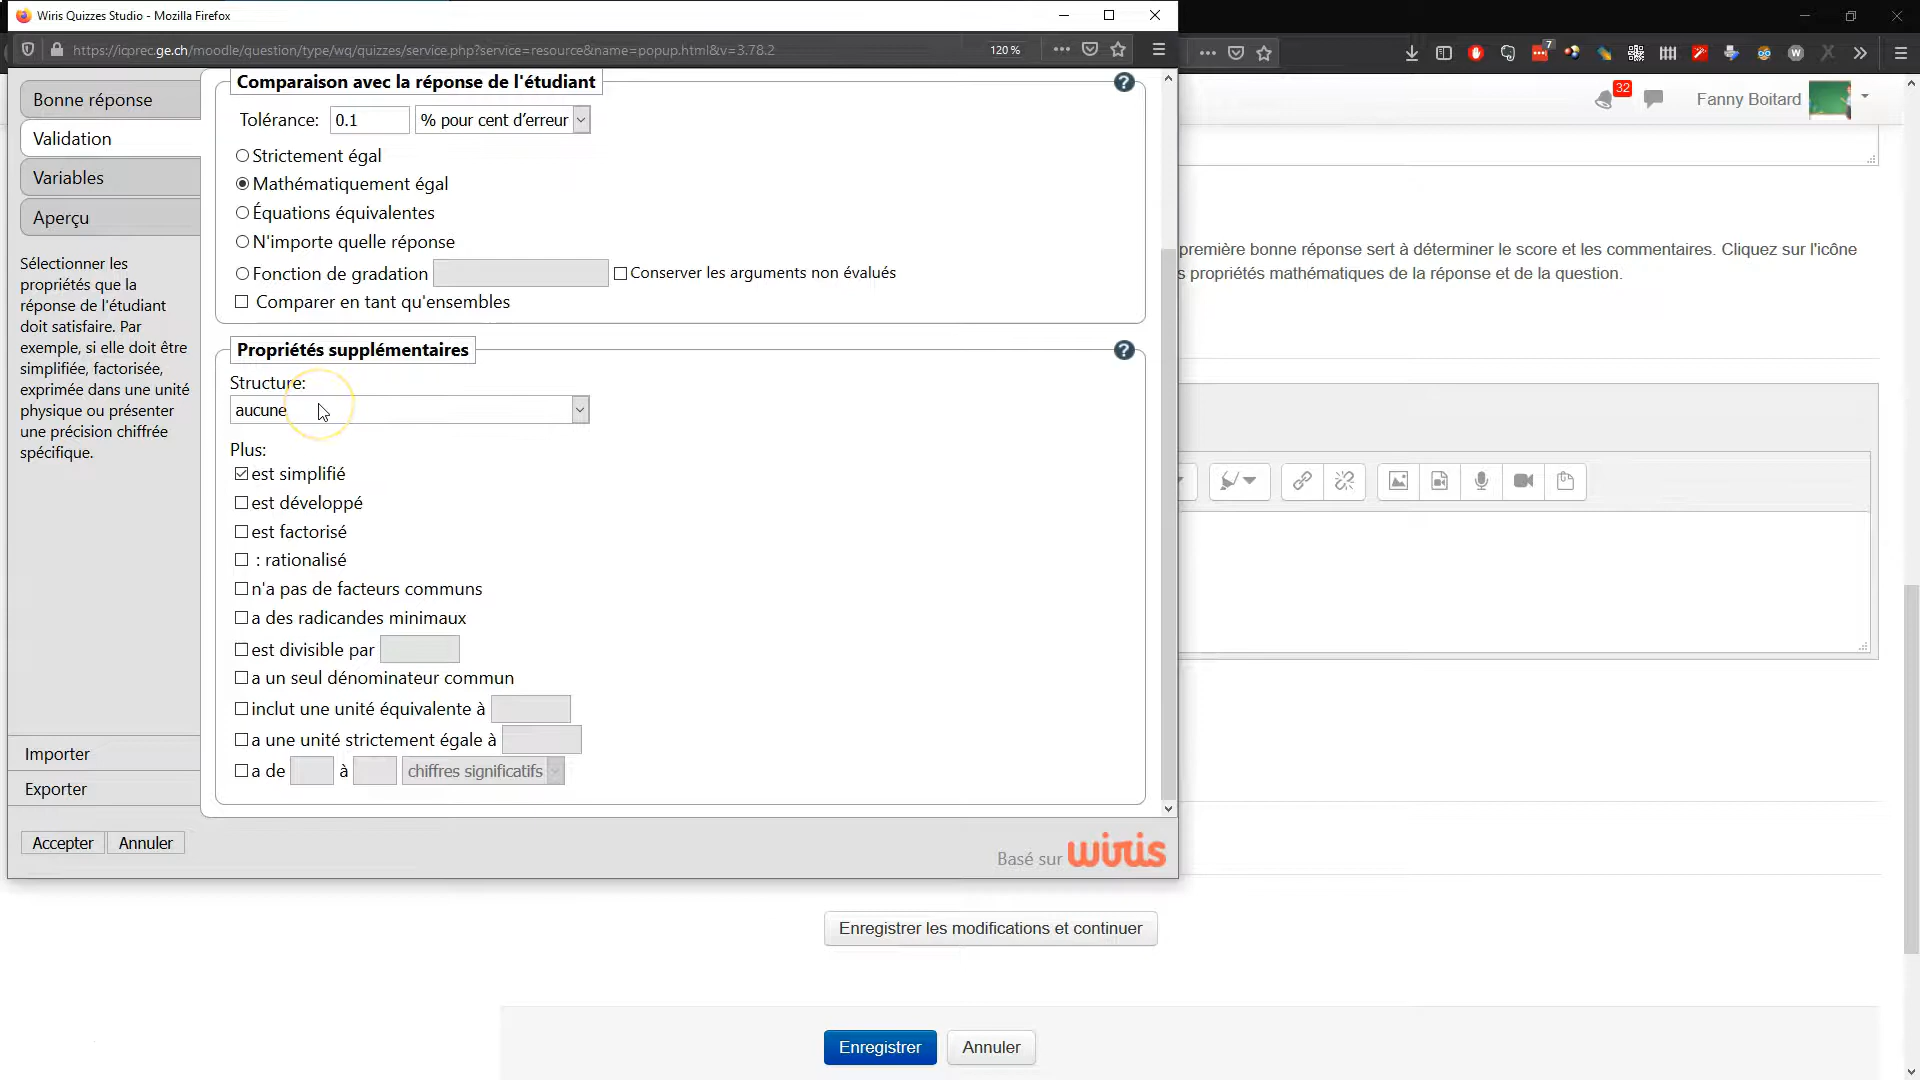 Wiris Quizzes Studio - Mozilla Firefox
https://icprec.ge.ch/moodle/question/type/wq/quizzes/service.php?service=resource&name=popup.html&v=3.78.2
120 %
7
Bonne réponse
Validation
Variables
Aperçu
Sélectionner les
propriétés que la
réponse de l'étudiant
doit satisfaire. Par
exemple, si elle doit être
simplifiée, factorisée,
exprimée dans une unité
physique ou présenter
une précision chiffrée
spécifique.
Importer
Exporter
Accepter
Annuler
Comparaison avec la réponse de l'étudiant
?
Tolérance: 0.1 % pour cent d’erreur
Strictement égal
Mathématiquement égal
Équations équivalentes
N'importe quelle réponse
Fonction de gradation
Conserver les arguments non évalués
Comparer en tant qu'ensembles
Propriétés supplémentaires
?
Structure:
aucune
Plus:
est simplifié
est développé
est factorisé
: rationalisé
n'a pas de facteurs communs
a des radicandes minimaux
est divisible par
a un seul dénominateur commun
inclut une unité équivalente à
a une unité strictement égale à
a de à chiffres significatifs
Basé sur wiris
32
Fanny Boitard
première bonne réponse sert à déterminer le score et les commentaires. Cliquez sur l'icône
s propriétés mathématiques de la réponse et de la question.
Enregistrer les modifications et continuer
Enregistrer
Annuler